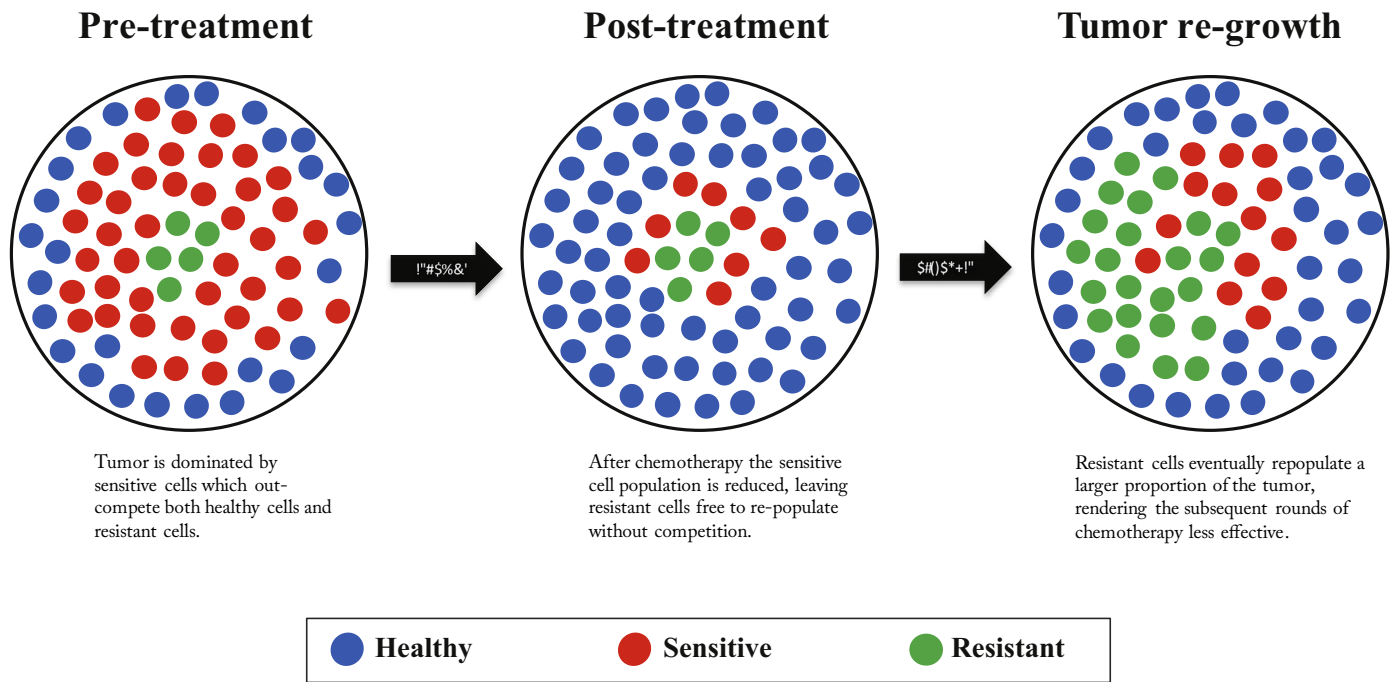 Pre-treatment
Post-treatment
Tumor re-growth
!"#$%&'
$#()$*+!"
Tumor is dominated by
sensitive cells which out-
compete both healthy cells and
resistant cells.
After chemotherapy the sensitive
cell population is reduced, leaving
resistant cells free to re-populate
without competition.
Resistant cells eventually repopulate a
larger proportion of the tumor,
rendering the subsequent rounds of
chemotherapy less effective.
Healthy
Sensitive
Resistant